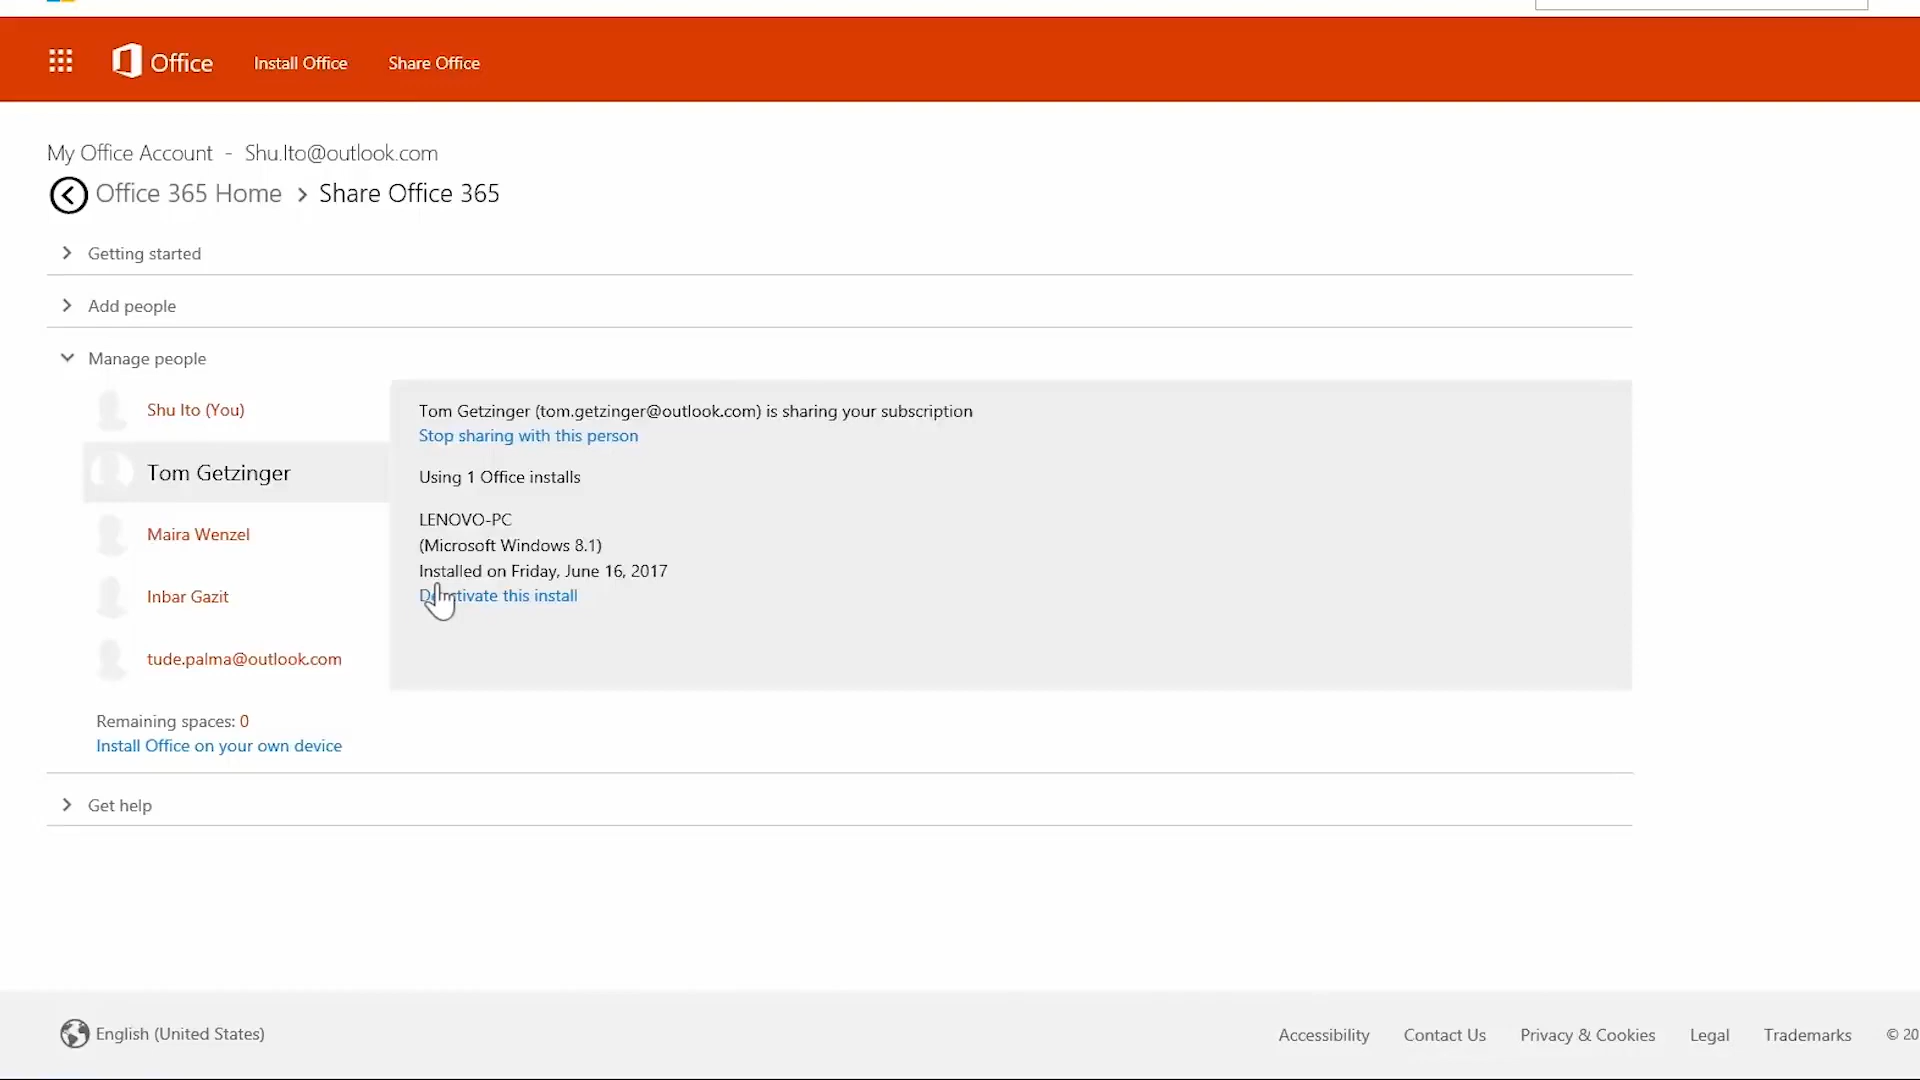 Office
Install Office
Share Office
My Office Account - Shu.Ito@outlook.com
Office 365 Home > Share Office 365
Getting started
Add people
Manage people
Shu Ito (You)
Tom Getzinger
Maira Wenzel
Inbar Gazit
tude.palma@outlook.com
Remaining spaces: 0
Install Office on your own device
Tom Getzinger (tom.getzinger@outlook.com) is sharing your subscription
Stop sharing with this person
Using 1 Office installs
LENOVO-PC
(Microsoft Windows 8.1)
Installed on Friday, June 16, 2017
Deactivate this install
Get help
English (United States)
Accessibility
Contact Us
Privacy & Cookies
Legal
Trademarks
© 20